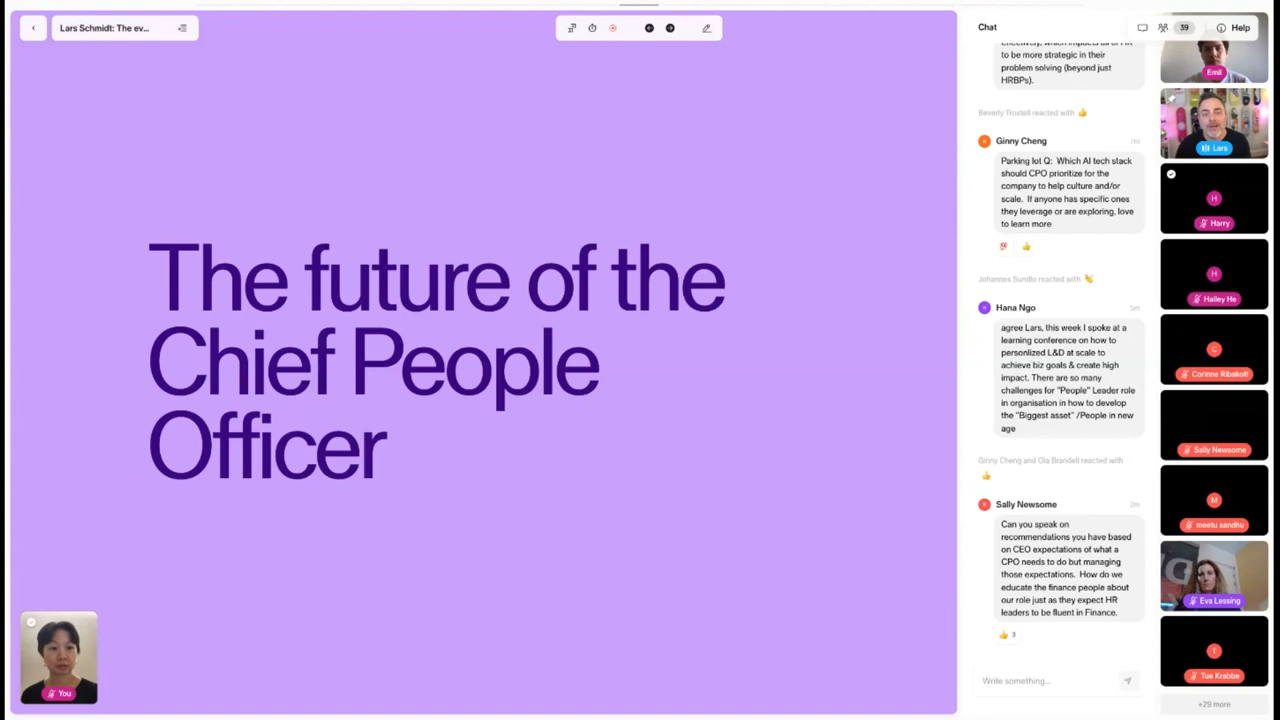 Lars Schmidt: The ev...
The future of the
Chief People
Officer
You
Chat
39
Help
to be more strategic in their
problem solving (beyond just
HRBPs).
Beverly Troxtell reacted with 👍
Ginny Cheng
7m
Parking lot Q: Which AI tech stack
should CPO prioritize for the
company to help culture and/or
scale. If anyone has specific ones
they leverage or are exploring, love
to learn more
💯 👍
Johannes Sundlo reacted with 👏
Hana Ngo
5m
agree Lars, this week I spoke at a
learning conference on how to
personlized L&D at scale to
achieve biz goals & create high
impact. There are so many
challenges for "People" Leader role
in organisation in how to develop
the "Biggest asset" /People in new
age
Ginny Cheng and Ola Brandell reacted with
👍
Sally Newsome
2m
Can you speak on
recommendations you have based
on CEO expectations of what a
CPO needs to do but managing
those expectations. How do we
educate the finance people about
our role just as they expect HR
leaders to be fluent in Finance.
👍 3
Write something...
Emil
Lars
H
Harry
H
Hailey He
C
Corinne Ribakoff
Sally Newsome
M
meetu sandhu
Eva Lessing
T
Tue Krabbe
+29 more